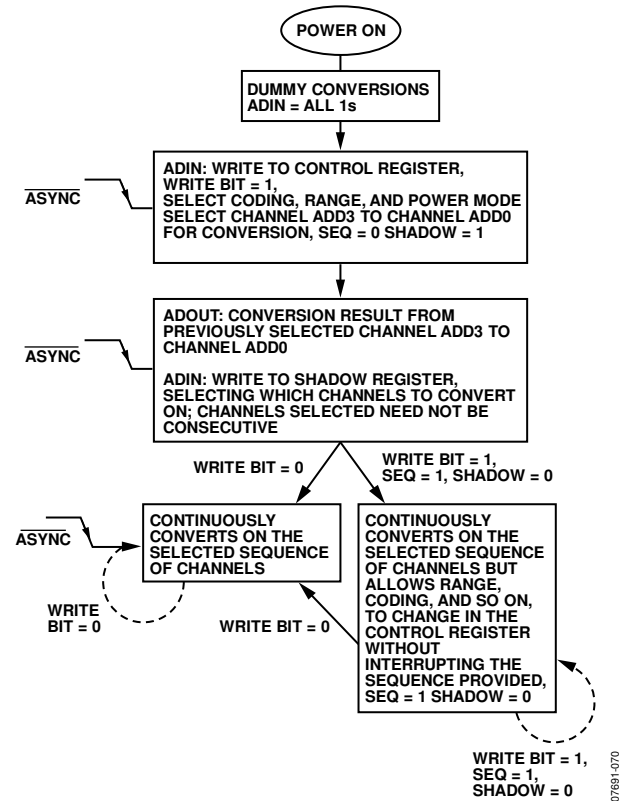 POWER ON
DUMMY CONVERSIONS
ADIN = ALL 1s
ASYNC
ADIN: WRITE TO CONTROL REGISTER,
WRITE BIT = 1,
SELECT CODING, RANGE, AND POWER MODE
SELECT CHANNEL ADD3 TO CHANNEL ADD0
FOR CONVERSION, SEQ = 0 SHADOW = 1
ASYNC
ADOUT: CONVERSION RESULT FROM
PREVIOUSLY SELECTED CHANNEL ADD3 TO
CHANNEL ADD0
ADIN: WRITE TO SHADOW REGISTER,
SELECTING WHICH CHANNELS TO CONVERT
ON; CHANNELS SELECTED NEED NOT BE
CONSECUTIVE
WRITE BIT = 0
WRITE BIT = 1,
SEQ = 1, SHADOW = 0
ASYNC
CONTINUOUSLY
CONVERTS ON THE
SELECTED SEQUENCE
OF CHANNELS
WRITE
BIT = 0
WRITE BIT = 0
CONTINUOUSLY
CONVERTS ON THE
SELECTED SEQUENCE
OF CHANNELS BUT
ALLOWS RANGE,
CODING, AND SO ON,
TO CHANGE IN THE
CONTROL REGISTER
WITHOUT
INTERRUPTING THE
SEQUENCE PROVIDED,
SEQ = 1 SHADOW = 0
WRITE BIT = 1,
SEQ = 1,
SHADOW = 0
07691-070